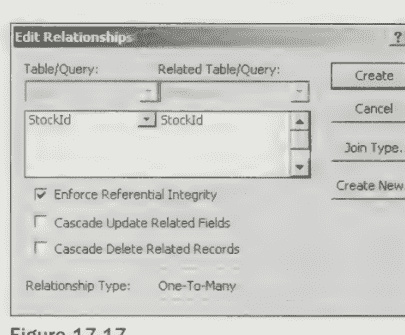 Edit Relationships ?
Table/Query: Related Table/Query:
Create
Cancel
StockId StockId
Join Type.
Create New
Enforce Referential Integrity
Cascade Update Related Fields
Cascade Delete Related Records
Relationship Type: One-To-Many
Figure 17-17